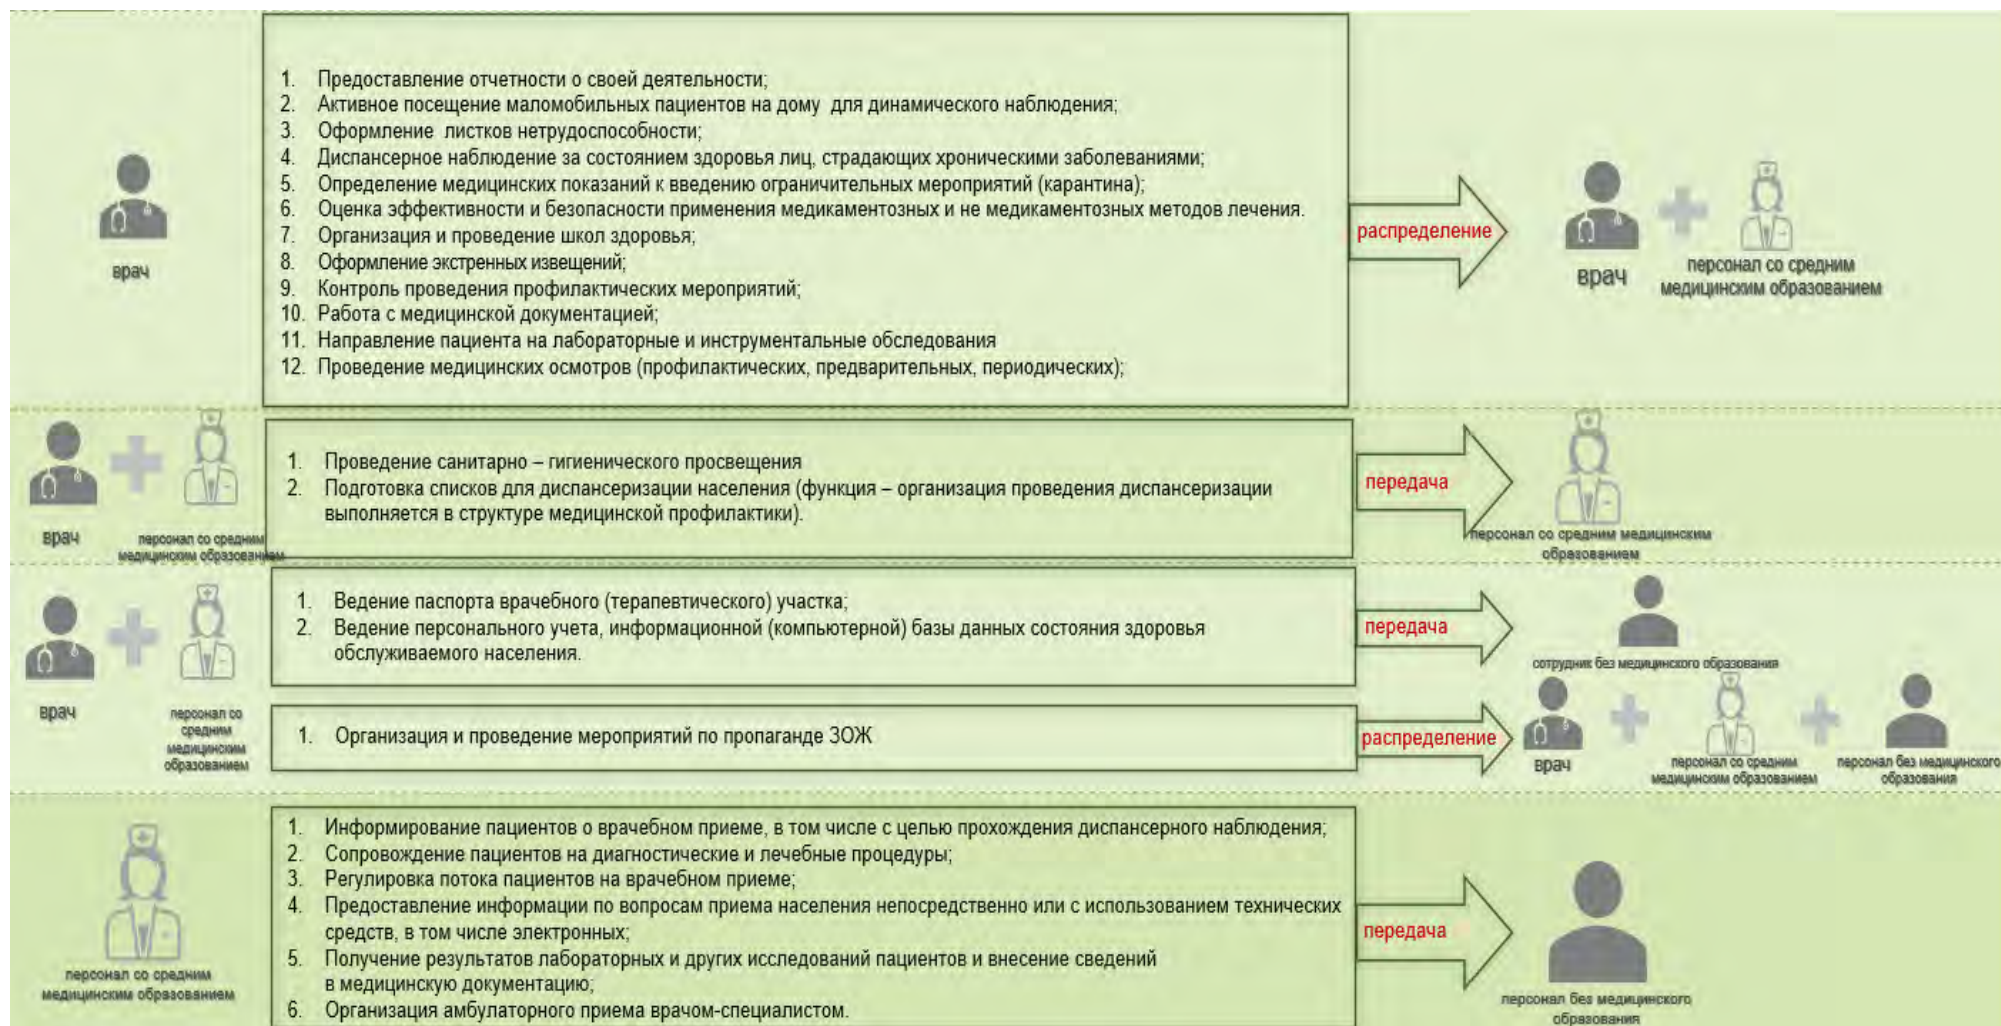 1. Предоставление отчетности о своей деятельности;
2. Активное посещение маломобильных пациентов на дому для динамического наблюдения;
3. Оформление листков нетрудоспособности;
4. Диспансерное наблюдение за состоянием здоровья лиц, страдающих хроническими заболеваниями;
5. Определение медицинских показаний к введению ограничительных мероприятий (карантина);
6. Оценка эффективности и безопасности применения медикаментозных и не медикаментозных методов лечения.
7. Организация и проведение школ здоровья;
8. Оформление экстренных извещений;
9. Контроль проведения профилактических мероприятий;
10. Работа с медицинской документацией;
11. Направление пациента на лабораторные и инструментальные обследования
12. Проведение медицинских осмотров (профилактических, предварительных, периодических);
врач
распределение
врач
персонал со средним
медицинским образованием
врач
персонал со средним
медицинским образованием
1. Проведение санитарно – гигиенического просвещения
2. Подготовка списков для диспансеризации населения (функция – организация проведения диспансеризации
выполняется в структуре медицинской профилактики).
передача
персонал со средним медицинским
образованием
врач
персонал со
средним
медицинским
образованием
1. Ведение паспорта врачебного (терапевтического) участка;
2. Ведение персонального учета, информационной (компьютерной) базы данных состояния здоровья
обслуживаемого населения.
передача
сотрудник без медицинского образования
1. Организация и проведение мероприятий по пропаганде ЗОЖ
распределение
врач
персонал со средним
медицинским образованием
персонал без медицинского
образования
персонал со средним
медицинским образованием
1. Информирование пациентов о врачебном приеме, в том числе с целью прохождения диспансерного наблюдения;
2. Сопровождение пациентов на диагностические и лечебные процедуры;
3. Регулировка потока пациентов на врачебном приеме;
4. Предоставление информации по вопросам приема населения непосредственно или с использованием технических
средств, в том числе электронных;
5. Получение результатов лабораторных и других исследований пациентов и внесение сведений
в медицинскую документацию;
6. Организация амбулаторного приема врачом-специалистом.
передача
персонал без медицинского
образования